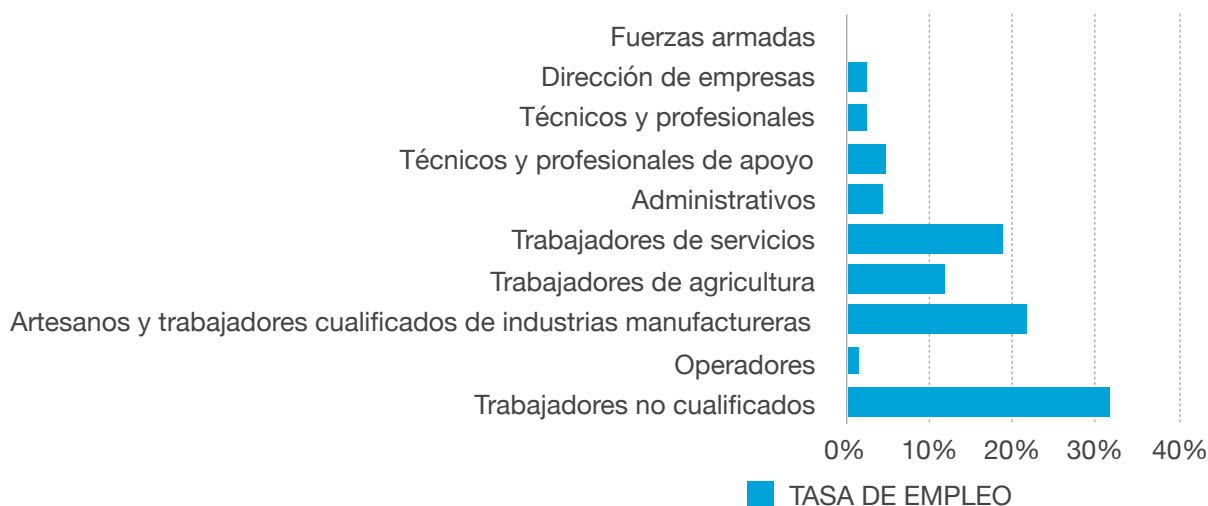 Fuerzas armadas
Dirección de empresas
Técnicos y profesionales
Técnicos y profesionales de apoyo
Administrativos
Trabajadores de servicios
Trabajadores de agricultura
Artesanos y trabajadores cualificados de industrias manufactureras
Operadores
Trabajadores no cualificados
0% 10% 20% 30% 40%
TASA DE EMPLEO